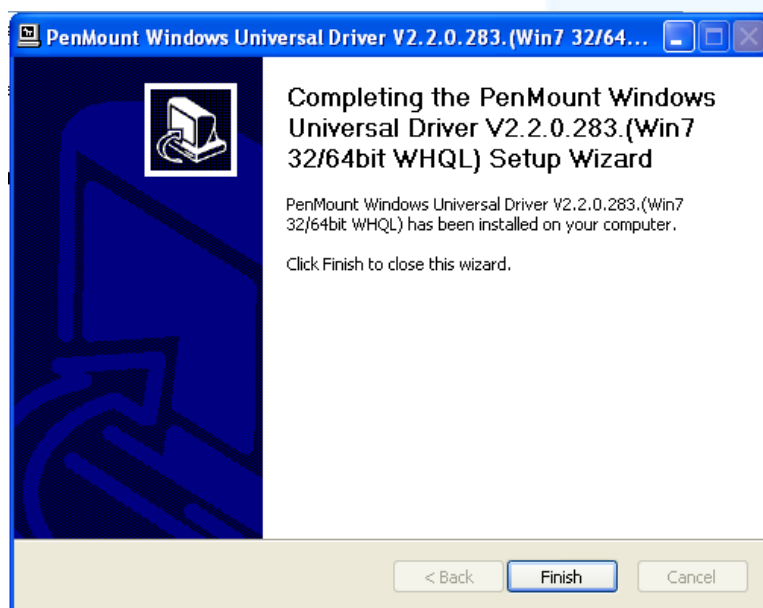 PenMount Windows Universal Driver V2.2.0.283.(Win7 32/64...
Completing the PenMount Windows
Universal Driver V2.2.0.283.(Win7
32/64bit WHQL) Setup Wizard
PenMount Windows Universal Driver V2.2.0.283.(Win7
32/64bit WHQL) has been installed on your computer.
Click Finish to close this wizard.
< Back Finish Cancel